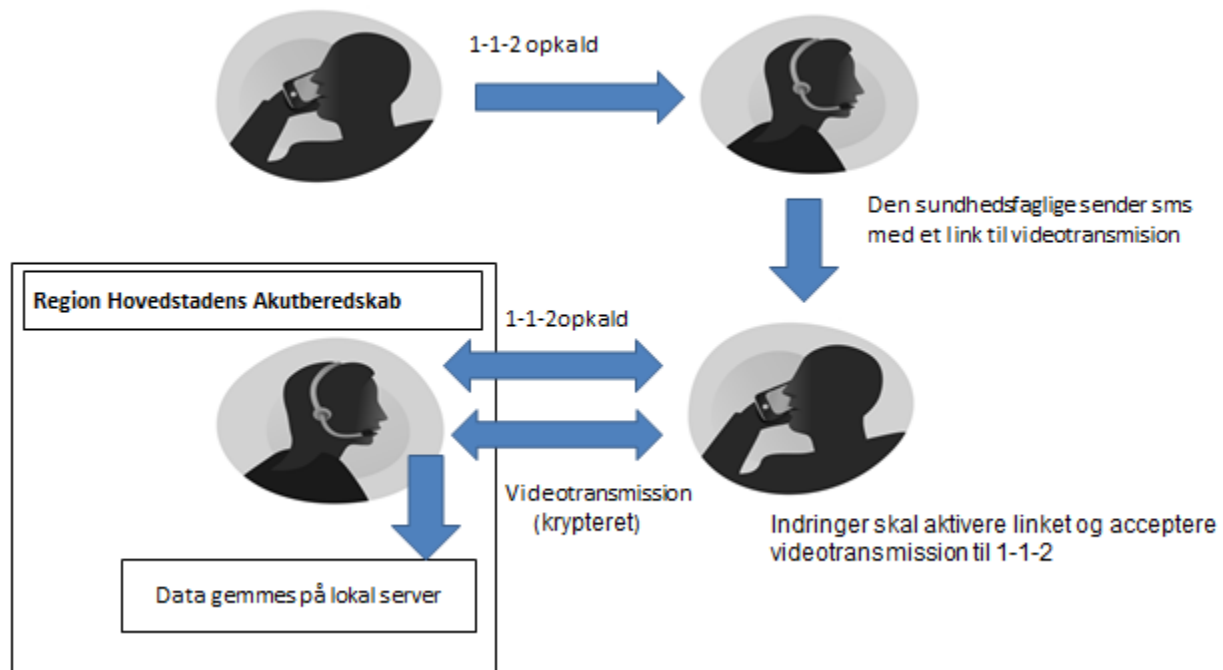 1-1-2 opkald
Den sundhedsfaglige sender sms
med et link til videotransmision
Region Hovedstadens Akutberedskab
1-1-2opkald
Videotransmission
(krypteret)
Indringer skal aktivere linket og acceptere
videotransmission til 1-1-2
Data gemmes på lokal server